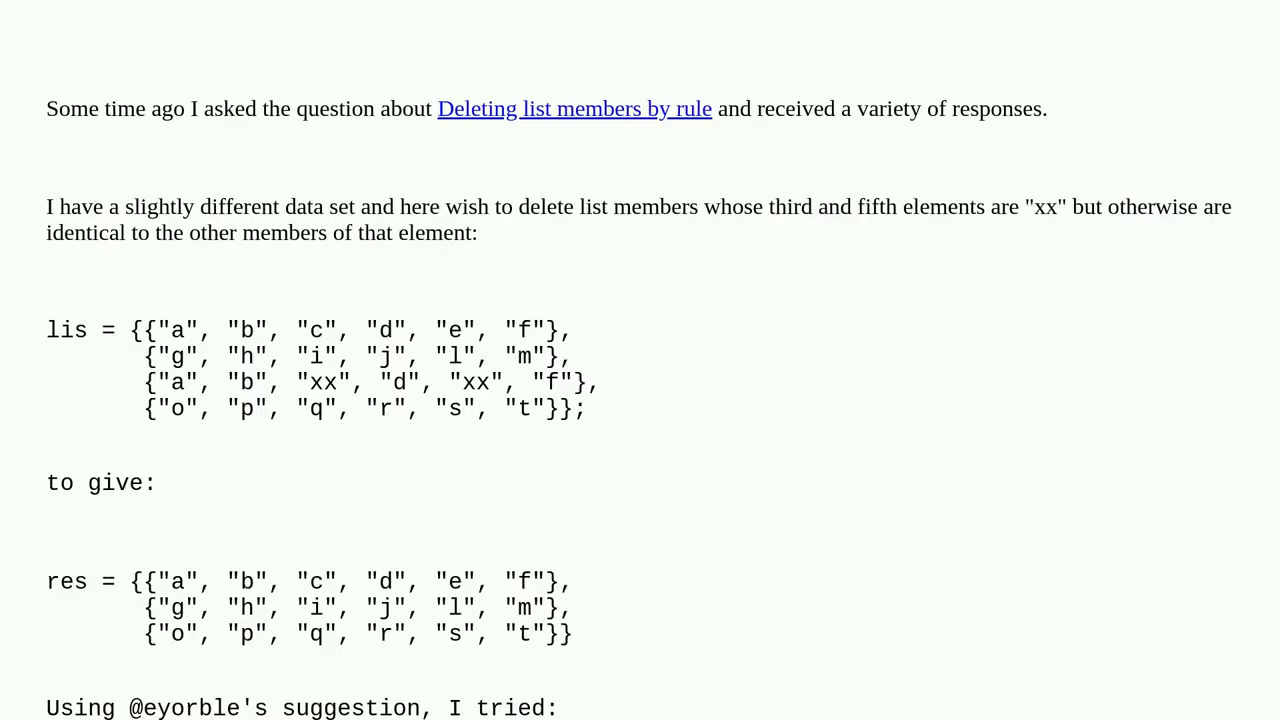 Some time ago I asked the question about Deleting list members by rule and received a variety of responses.
I have a slightly different data set and here wish to delete list members whose third and fifth elements are "xx" but otherwise are
identical to the other members of that element:
lis = {{"a", "b", "c", "d", "e", "f"},
       {"g", "h", "i", "j", "l", "m"},
       {"a", "b", "xx", "d", "xx", "f"},
       {"o", "p", "q", "r", "s", "t"}};
to give:
res = {{"a", "b", "c", "d", "e", "f"},
       {"g", "h", "i", "j", "l", "m"},
       {"o", "p", "q", "r", "s", "t"}}
Using @eyorble's suggestion, I tried: